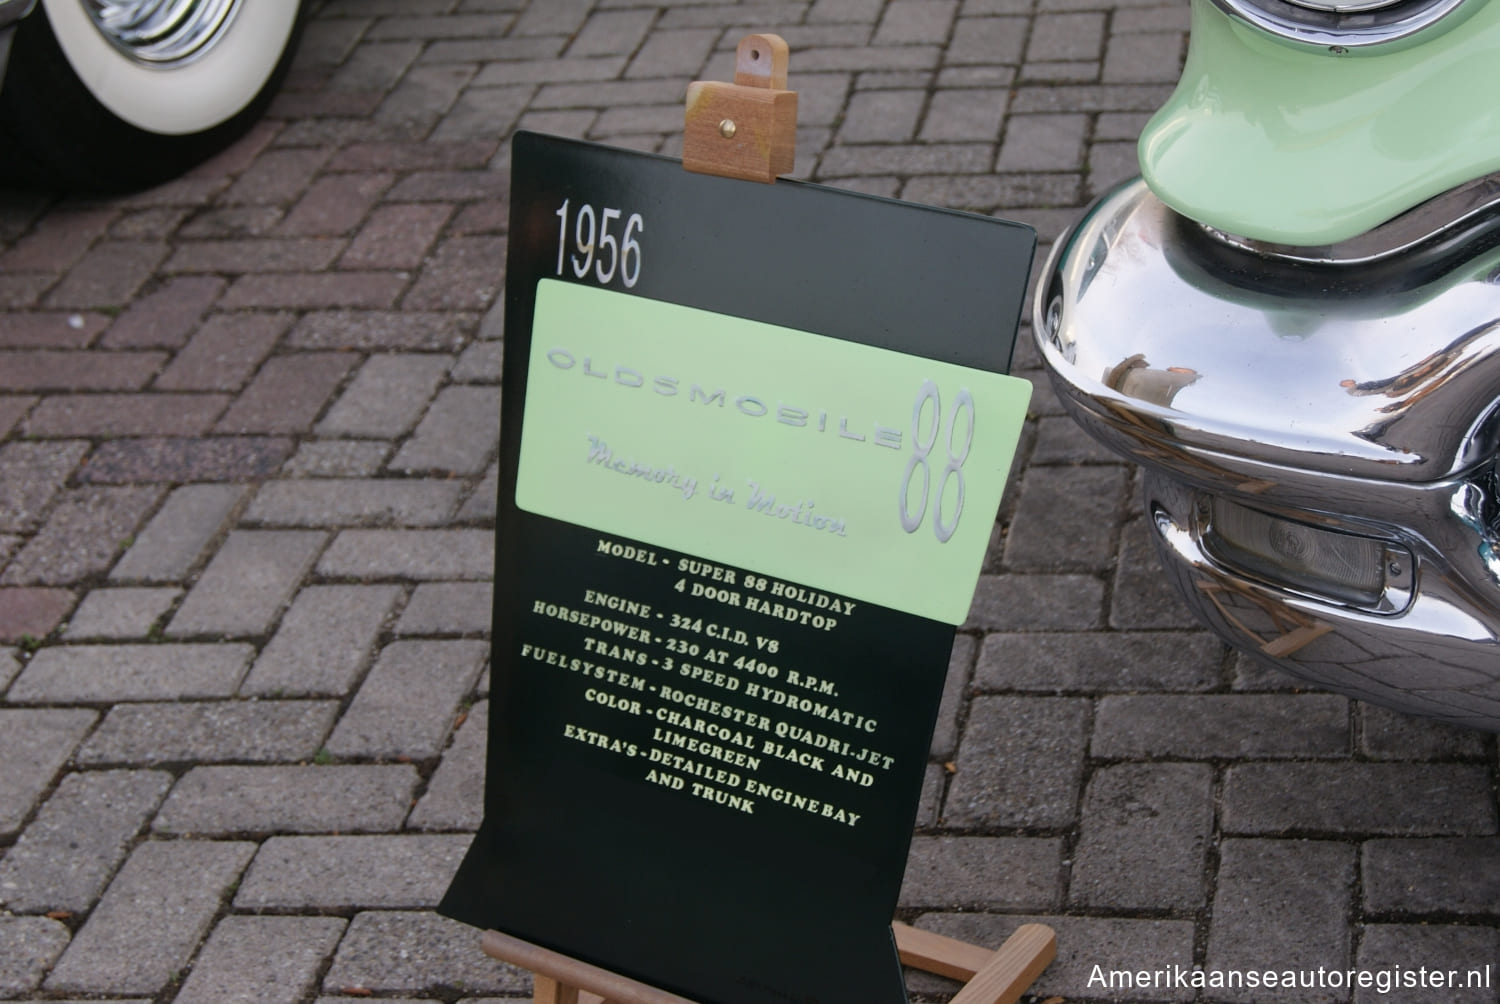 1956
OLDSMOBILE 88
Memory in Motion
MODEL - SUPER 88 HOLIDAY
4 DOOR HARDTOP
ENGINE - 324 C.I.D. V8
HORSEPOWER - 230 AT 4400 R.P.M.
TRANS - 3 SPEED HYDROMATIC
FUELSYSTEM - ROCHESTER QUADRI-JET
COLOR - CHARCOAL BLACK AND
LIMEGREEN
EXTRA'S - DETAILED ENGINEBAY
AND TRUNK
Amerikaanseautoregister.nl